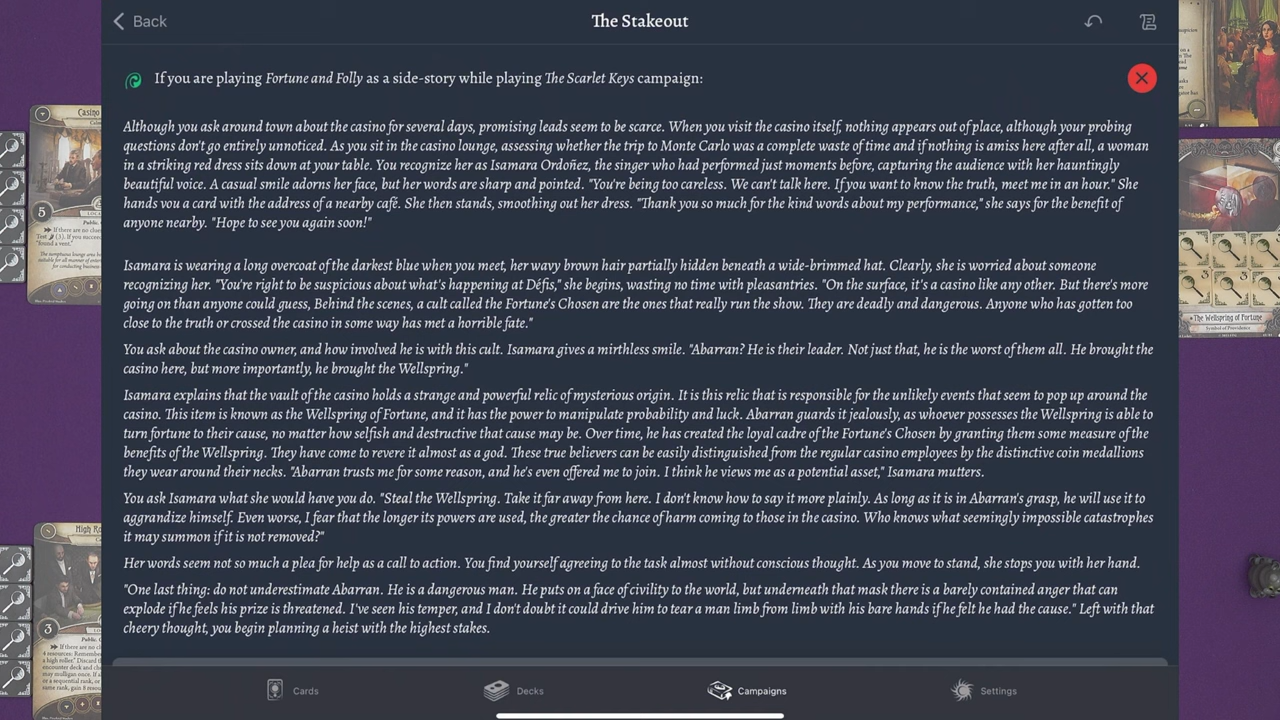 Back
The Stakeout
If you are playing Fortune and Folly as a side-story while playing The Scarlet Keys campaign:
Although you ask around town about the casino for several days, promising leads seem to be scarce. When you visit the casino itself, nothing appears out of place, although your probing
questions don't go entirely unnoticed. As you sit in the casino lounge, assessing whether the trip to Monte Carlo was a complete waste of time and if nothing is amiss here after all, a woman
in a striking red dress sits down at your table. You recognize her as Isamara Ordoñez, the singer who had performed just moments before, capturing the audience with her hauntingly
beautiful voice. A casual smile adorns her face, but her words are sharp and pointed. "You're being too careless. We can't talk here. If you want to know the truth, meet me in an hour." She
hands you a card with the address of a nearby café. She then stands, smoothing out her dress. "Thank you so much for the kind words about my performance," she says for the benefit of
anyone nearby. "Hope to see you again soon!"
Isamara is wearing a long overcoat of the darkest blue when you meet, her wavy brown hair partially hidden beneath a wide-brimmed hat. Clearly, she is worried about someone
recognizing her. "You're right to be suspicious about what's happening at Défis," she begins, wasting no time with pleasantries. "On the surface, it's a casino like any other. But there's more
going on than anyone could guess, Behind the scenes, a cult called the Fortune's Chosen are the ones that really run the show. They are deadly and dangerous. Anyone who has gotten too
close to the truth or crossed the casino in some way has met a horrible fate."
You ask about the casino owner, and how involved he is with this cult. Isamara gives a mirthless smile. "Abarran? He is their leader. Not just that, he is the worst of them all. He brought the
casino here, but more importantly, he brought the Wellspring."
Isamara explains that the vault of the casino holds a strange and powerful relic of mysterious origin. It is this relic that is responsible for the unlikely events that seem to pop up around the
casino. This item is known as the Wellspring of Fortune, and it has the power to manipulate probability and luck. Abarran guards it jealously, as whoever possesses the Wellspring is able to
turn fortune to their cause, no matter how selfish and destructive that cause may be. Over time, he has created the loyal cadre of the Fortune's Chosen by granting them some measure of the
benefits of the Wellspring. They have come to revere it almost as a god. These true believers can be easily distinguished from the regular casino employees by the distinctive coin medallions
they wear around their necks. "Abarran trusts me for some reason, and he's even offered me to join. I think he views me as a potential asset," Isamara mutters.
You ask Isamara what she would have you do. "Steal the Wellspring. Take it far away from here. I don't know how to say it more plainly. As long as it is in Abarran's grasp, he will use it to
aggrandize himself. Even worse, I fear that the longer its powers are used, the greater the chance of harm coming to those in the casino. Who knows what seemingly impossible catastrophes
it may summon if it is not removed?"
Her words seem not so much a plea for help as a call to action. You find yourself agreeing to the task almost without conscious thought. As you move to stand, she stops you with her hand.
"One last thing: do not underestimate Abarran. He is a dangerous man. He puts on a face of civility to the world, but underneath that mask there is a barely contained anger that can
explode if he feels his prize is threatened. I've seen his temper, and I don't doubt it could drive him to tear a man limb from limb with his bare hands if he felt he had the cause." Left with that
cheery thought, you begin planning a heist with the highest stakes.
Cards
Decks
Campaigns
Settings
Casino
5
Public.
If there are no clu
"found a vent."
High Ro
3
Public.
The Wellspring of Fortune
Symbol of Providence